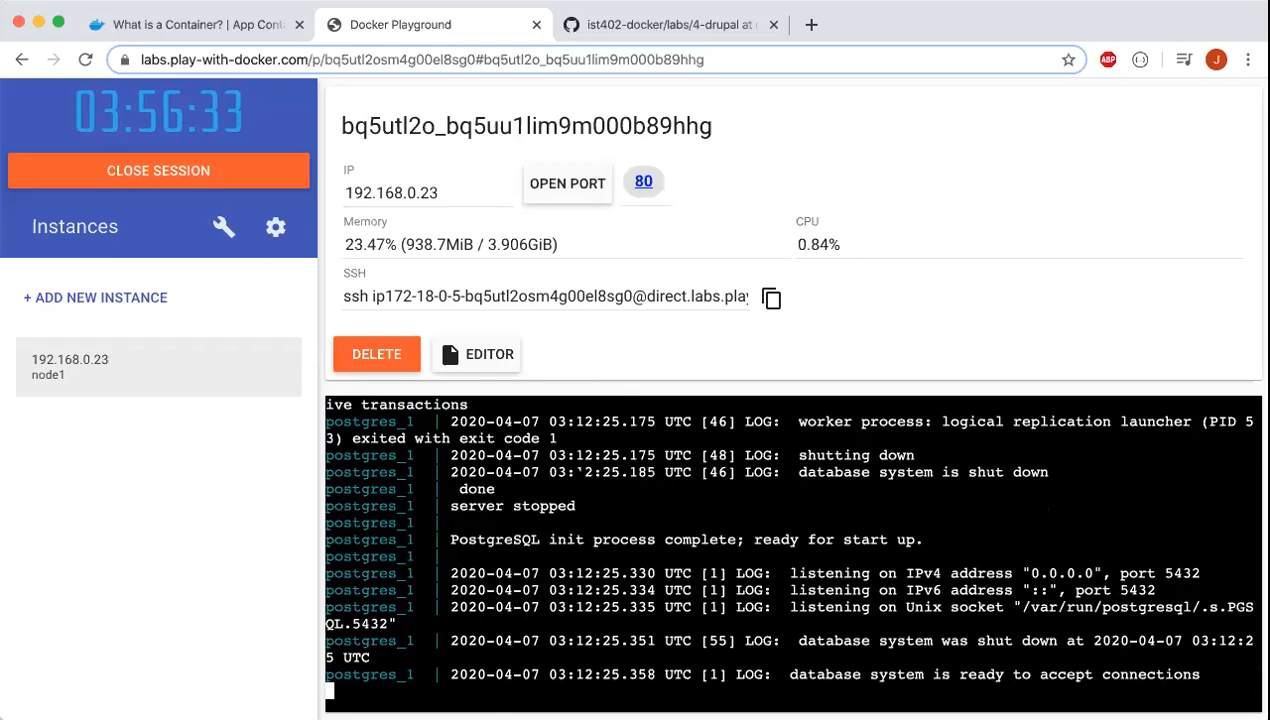 What is a Container? | App Cont
Docker Playground
ist402-docker/labs/4-drupal at
labs.play-with-docker.com/p/bq5utl2osm4g00el8sg0#bq5utl2o_bq5uu1lim9m000b89hhg
ABP
J
03:56:33
CLOSE SESSION
Instances
+ ADD NEW INSTANCE
192.168.0.23
node1
bq5utl2o_bq5uu1lim9m000b89hhg
IP
192.168.0.23
OPEN PORT
80
Memory
23.47% (938.7MiB / 3.906GiB)
CPU
0.84%
SSH
ssh ip172-18-0-5-bq5utl2osm4g00el8sg0@direct.labs.play
DELETE
EDITOR
ive transactions
postgres_1 | 2020-04-07 03:12:25.175 UTC [46] LOG: worker process: logical replication launcher (PID 5
3) exited with exit code 1
postgres_1 | 2020-04-07 03:12:25.175 UTC [48] LOG: shutting down
postgres_1 | 2020-04-07 03:12:25.185 UTC [46] LOG: database system is shut down
postgres_1 | done
postgres_1 | server stopped
postgres_1 |
postgres_1 | PostgreSQL init process complete; ready for start up.
postgres_1 |
postgres_1 | 2020-04-07 03:12:25.330 UTC [1] LOG: listening on IPv4 address "0.0.0.0", port 5432
postgres_1 | 2020-04-07 03:12:25.334 UTC [1] LOG: listening on IPv6 address "::", port 5432
postgres_1 | 2020-04-07 03:12:25.335 UTC [1] LOG: listening on Unix socket "/var/run/postgresql/.s.PGS
QL.5432"
postgres_1 | 2020-04-07 03:12:25.351 UTC [55] LOG: database system was shut down at 2020-04-07 03:12:2
5 UTC
postgres_1 | 2020-04-07 03:12:25.358 UTC [1] LOG: database system is ready to accept connections